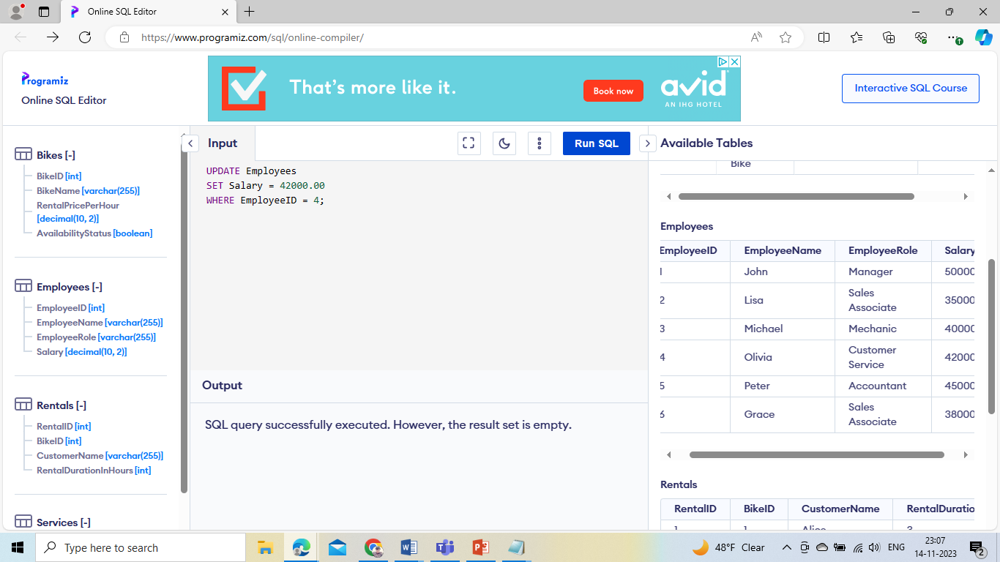 Online SQL Editor
https://www.programiz.com/sql/online-compiler/
Programiz
Online SQL Editor
That's more like it.
Book now
avid
AN IHG HOTEL
Interactive SQL Course
Bikes [-]
BikeID [int]
BikeName [varchar(255)]
RentalPricePerHour
[decimal(10, 2)]
AvailabilityStatus [boolean]
Employees [-]
EmployeeID [int]
EmployeeName [varchar(255)]
EmployeeRole [varchar(255)]
Salary [decimal(10, 2)]
Rentals [-]
RentalID [int]
BikeID [int]
CustomerName [varchar(255)]
RentalDurationInHours [int]
Services [-]
Input
Run SQL
UPDATE Employees
SET Salary = 42000.00
WHERE EmployeeID = 4;
Output
SQL query successfully executed. However, the result set is empty.
Available Tables
Bike
Employees
EmployeeID EmployeeName EmployeeRole Salary
1 John Manager 50000
2 Lisa Sales Associate 35000
3 Michael Mechanic 40000
4 Olivia Customer Service 42000
5 Peter Accountant 45000
6 Grace Sales Associate 38000
Rentals
RentalID BikeID CustomerName RentalDuratio
1 1 Alice 3
Type here to search
48°F Clear
ENG
23:07
14-11-2023
2